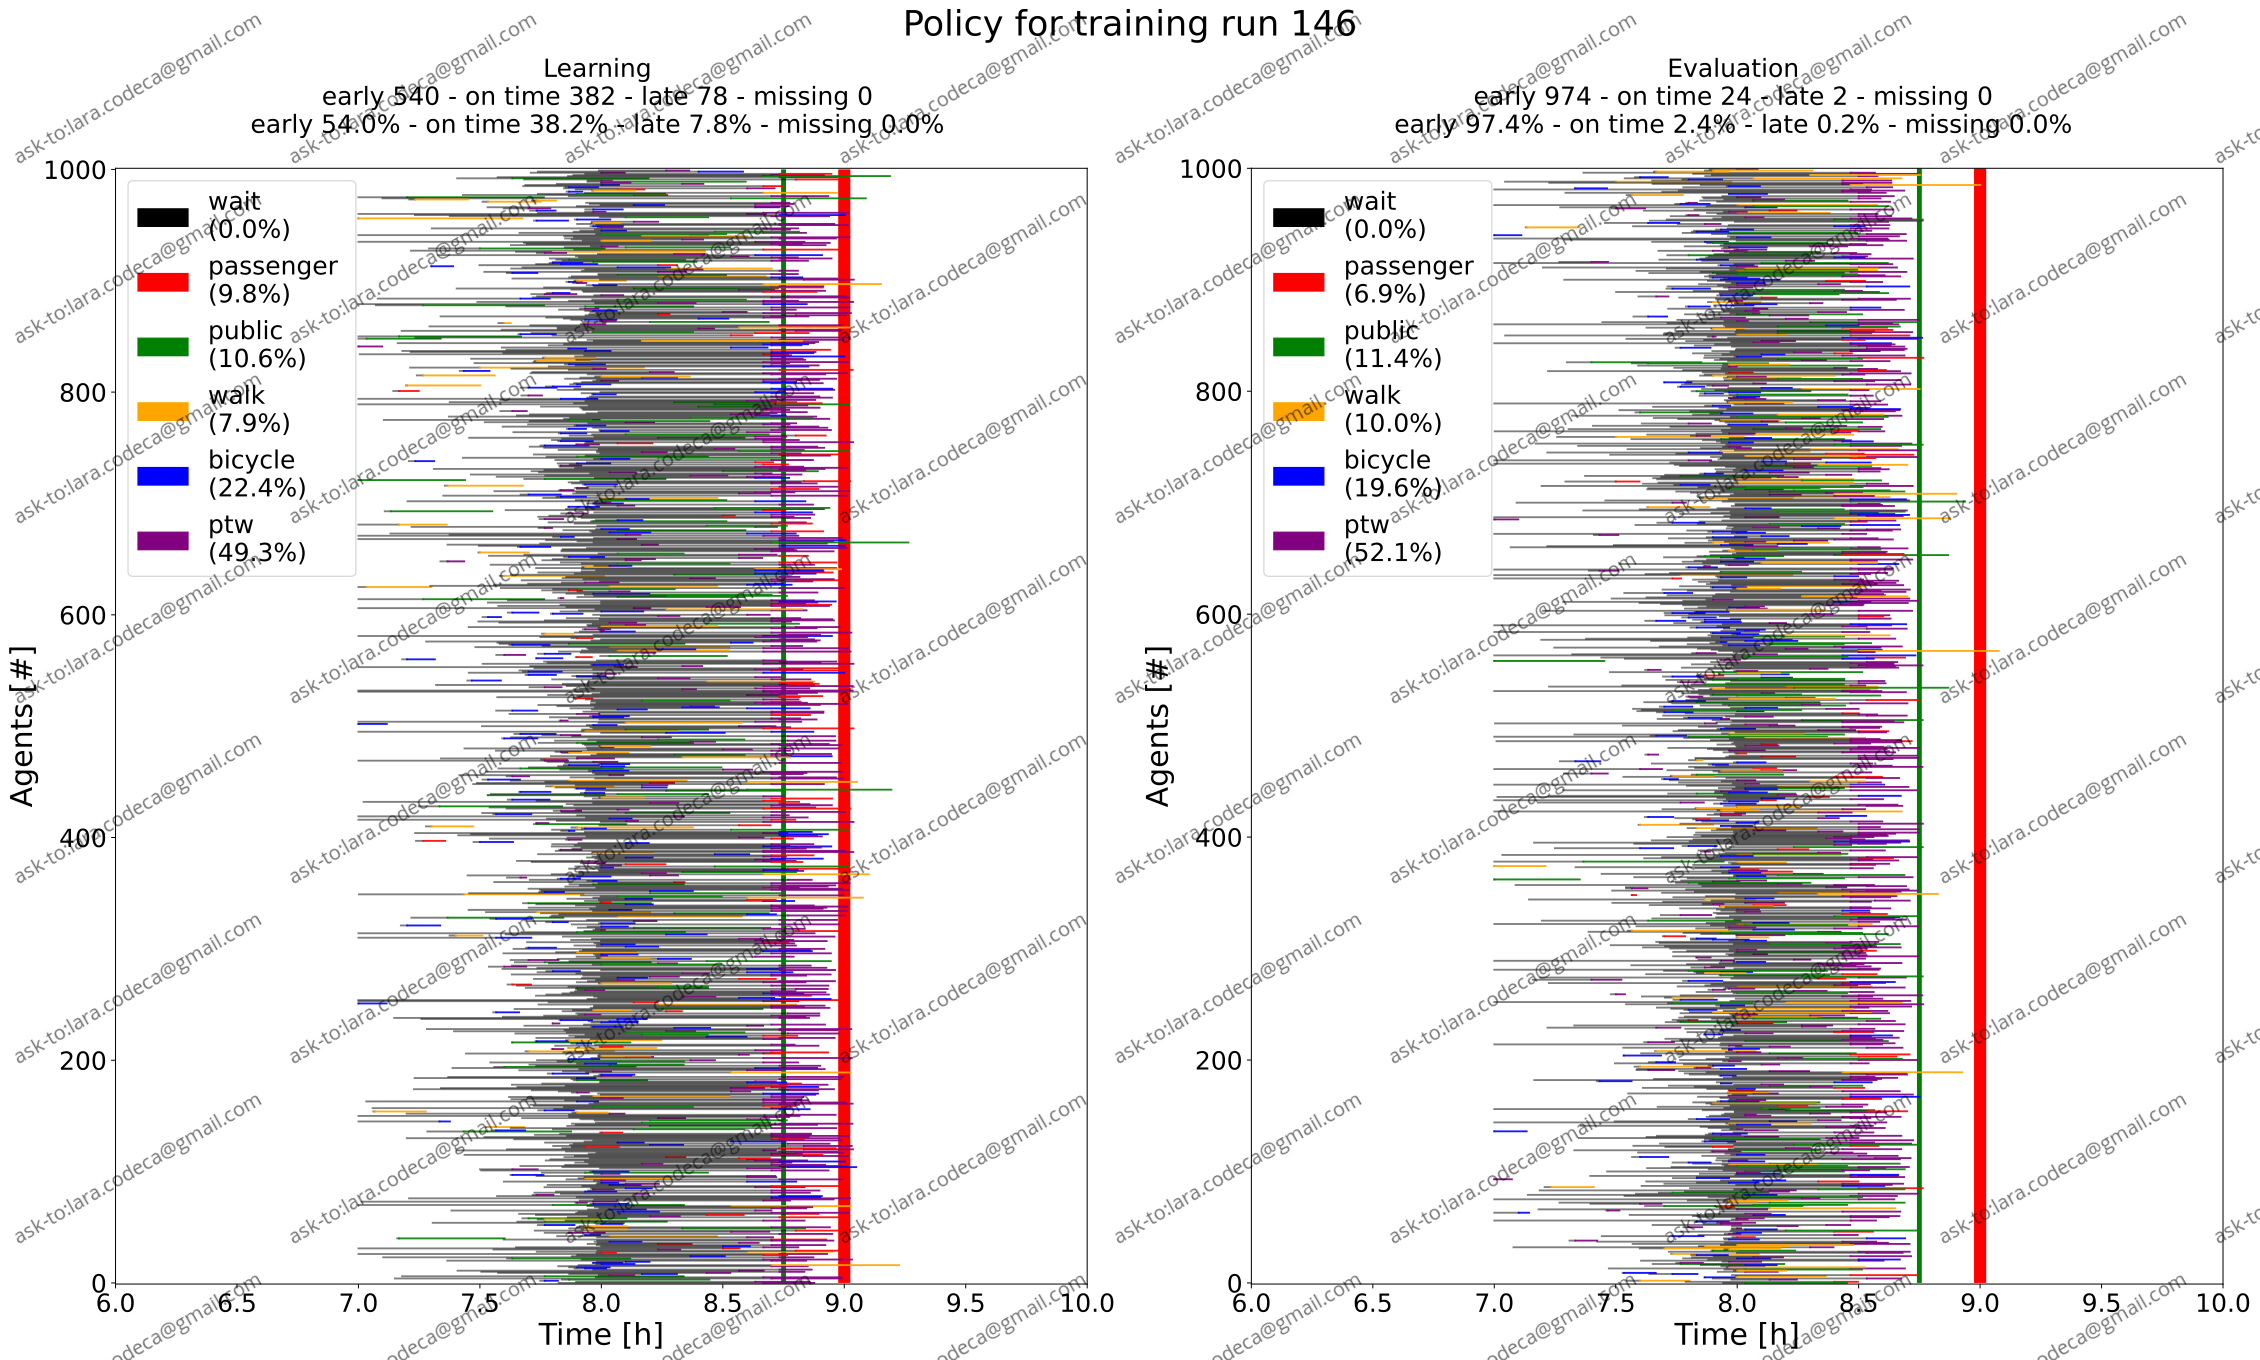 Policy for training run 146
Learning
early 540 - on time 382 - late 78 - missing 0
early 54.0% - on time 38.2% - late 7.8% - missing 0.0%
1000
800
600
400
200
0
Agents [#]
wait
(0.0%)
passenger
(9.8%)
public
(10.6%)
walk
(7.9%)
bicycle
(22.4%)
ptw
(49.3%)
6.0 6.5 7.0 7.5 8.0 8.5 9.0 9.5 10.0
Time [h]
Evaluation
early 974 - on time 24 - late 2 - missing 0
early 97.4% - on time 2.4% - late 0.2% - missing 0.0%
1000
800
600
400
200
0
Agents [#]
wait
(0.0%)
passenger
(6.9%)
public
(11.4%)
walk
(10.0%)
bicycle
(19.6%)
ptw
(52.1%)
6.0 6.5 7.0 7.5 8.0 8.5 9.0 9.5 10.0
Time [h]
ask-to:lara.codeca@gmail.com